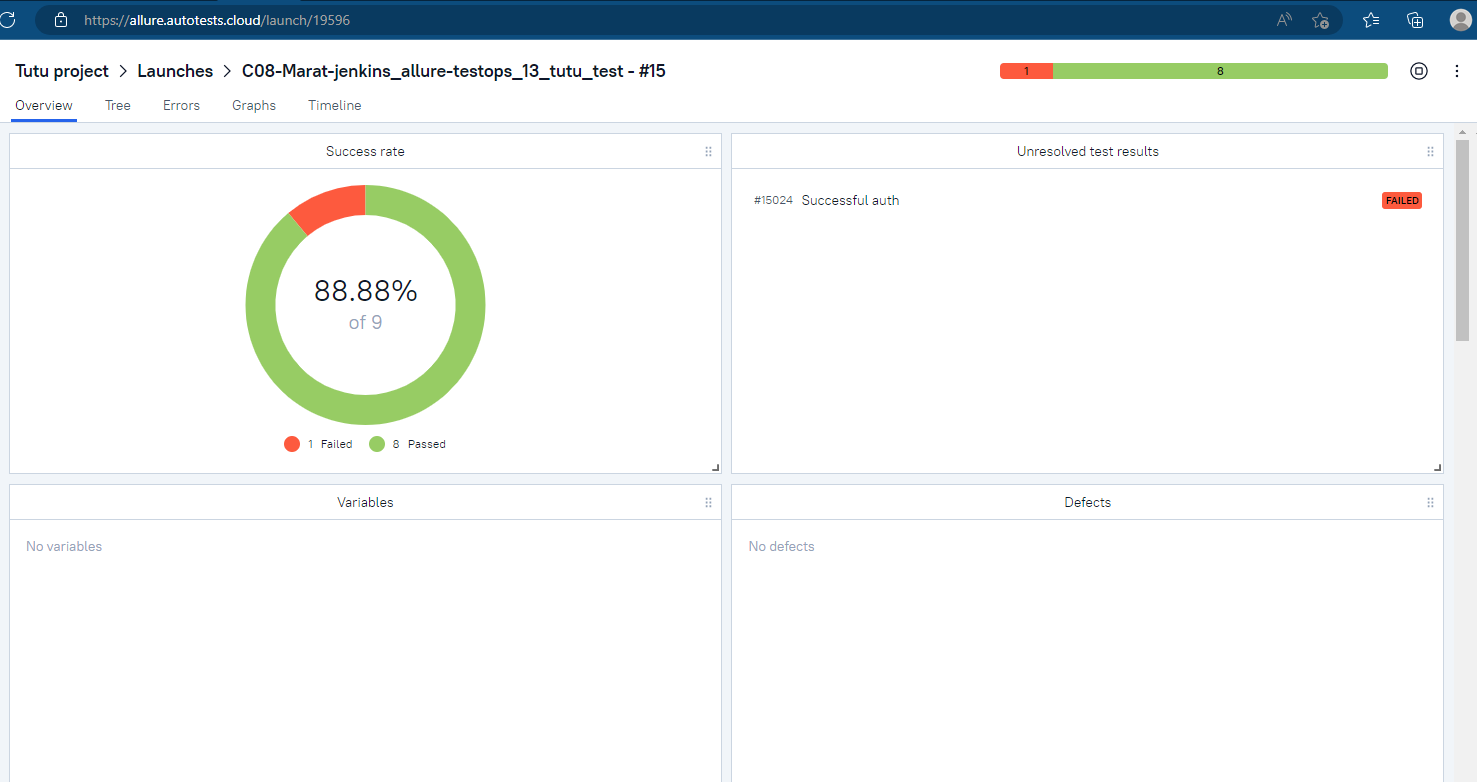 https://allure.autotests.cloud/launch/19596
Tutu project > Launches > C08-Marat-jenkins_allure-testops_13_tutu_test - #15
1 8
Overview Tree Errors Graphs Timeline
Success rate
88.88%
of 9
1 Failed 8 Passed
Unresolved test results
#15024 Successful auth FAILED
Variables
No variables
Defects
No defects